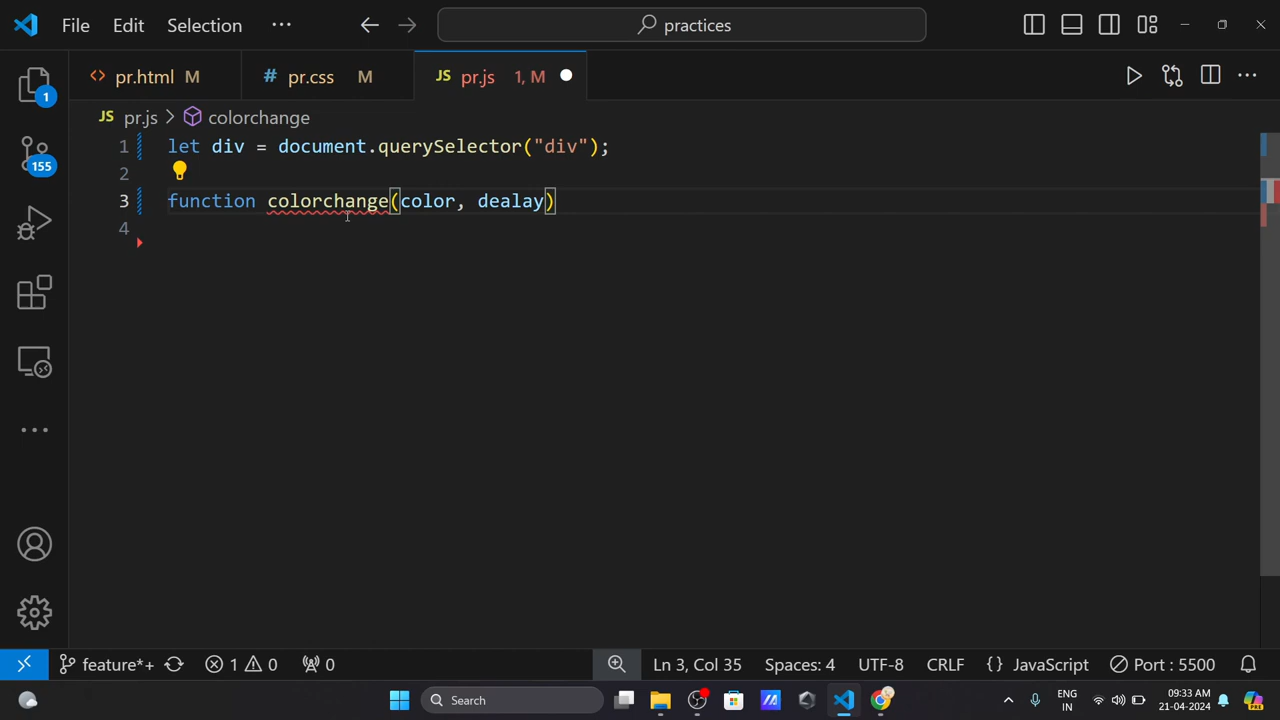 File Edit Selection ··· practices
pr.html M # pr.css M JS pr.js 1, M
1
JS pr.js > colorchange
1 let div = document.querySelector("div");
155
2
3 function colorchange(color, dealay)
4
feature*+ 1 0 0 Ln 3, Col 35 Spaces: 4 UTF-8 CRLF {} JavaScript Port : 5500
Search ENG IN 09:33 AM 21-04-2024 PRE